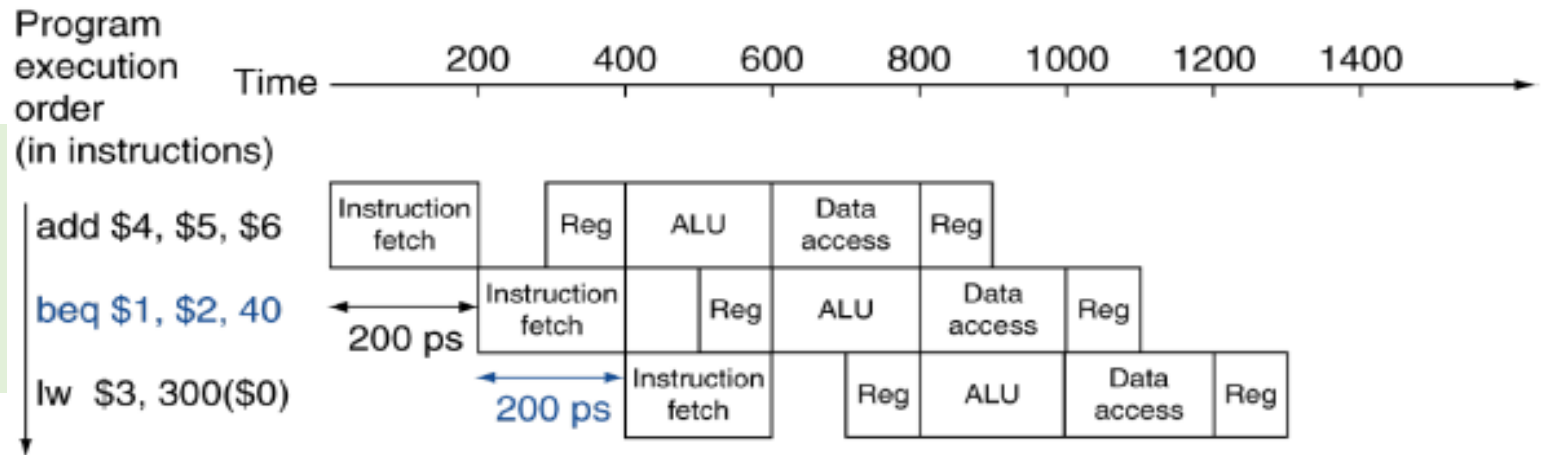 Program
execution
order
(in instructions)
Time
200 400 600 800 1000 1200 1400
add $4, $5, $6
Instruction
fetch
Reg
ALU
Data
access
Reg
beq $1, $2, 40
200 ps
Instruction
fetch
Reg
ALU
Data
access
Reg
lw $3, 300($0)
200 ps
Instruction
fetch
Reg
ALU
Data
access
Reg